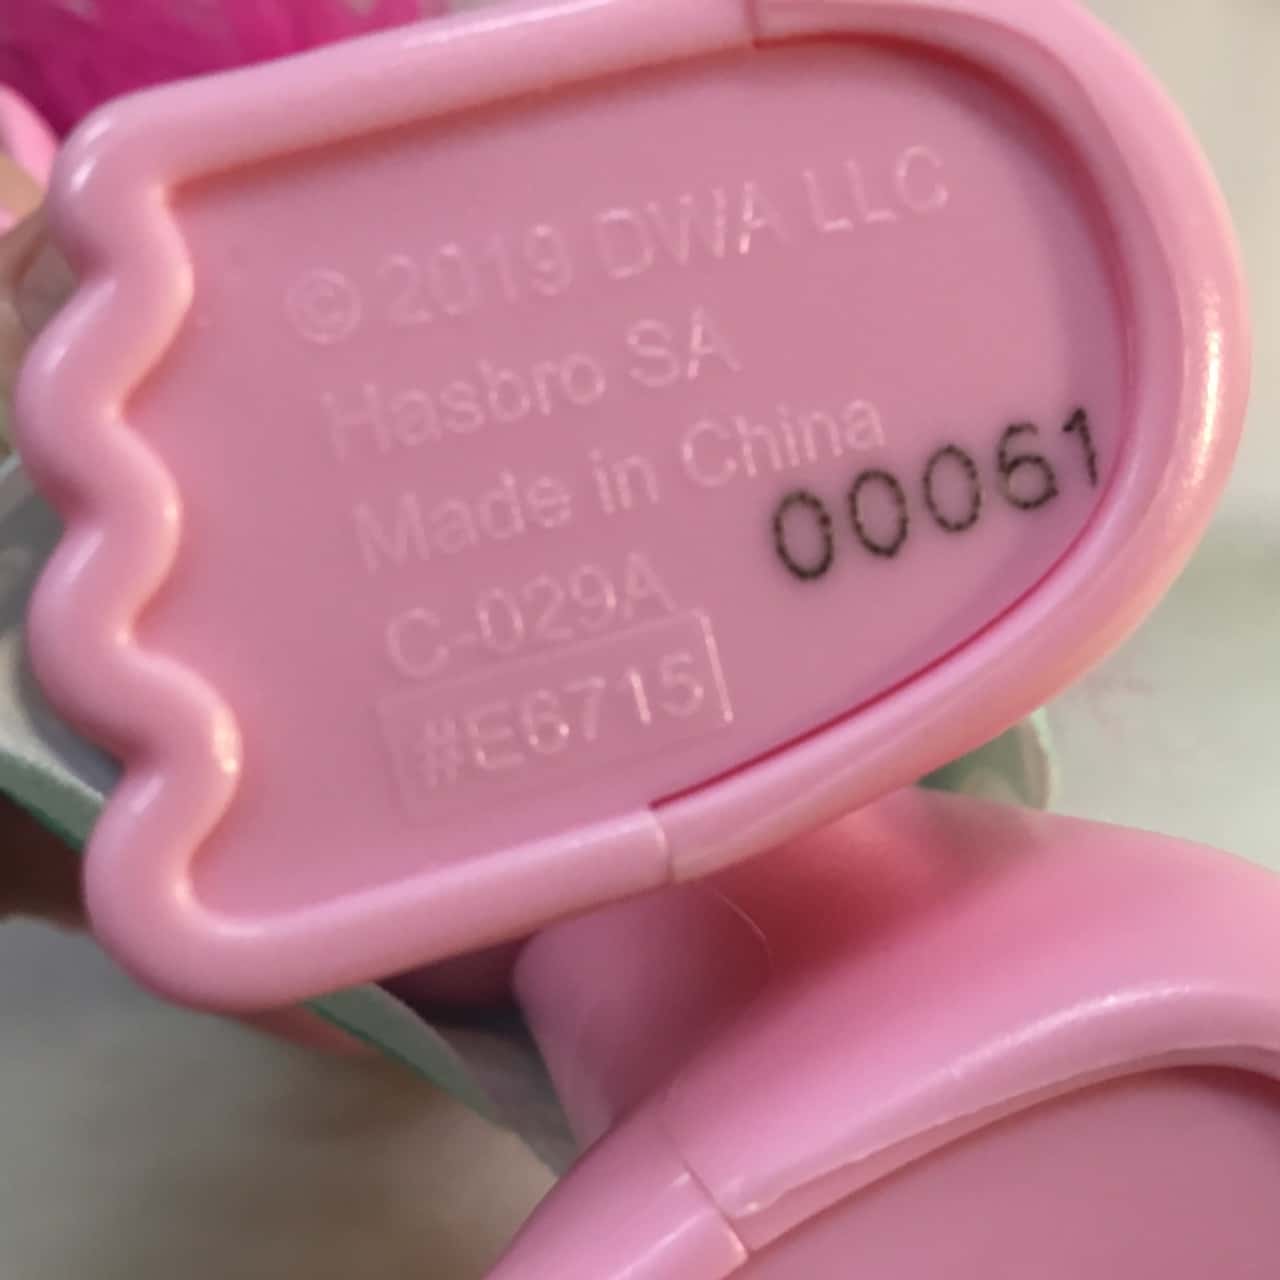 © 2019 DWA LLC
Hasbro SA
Made in China
00061
C-029A
#E6715